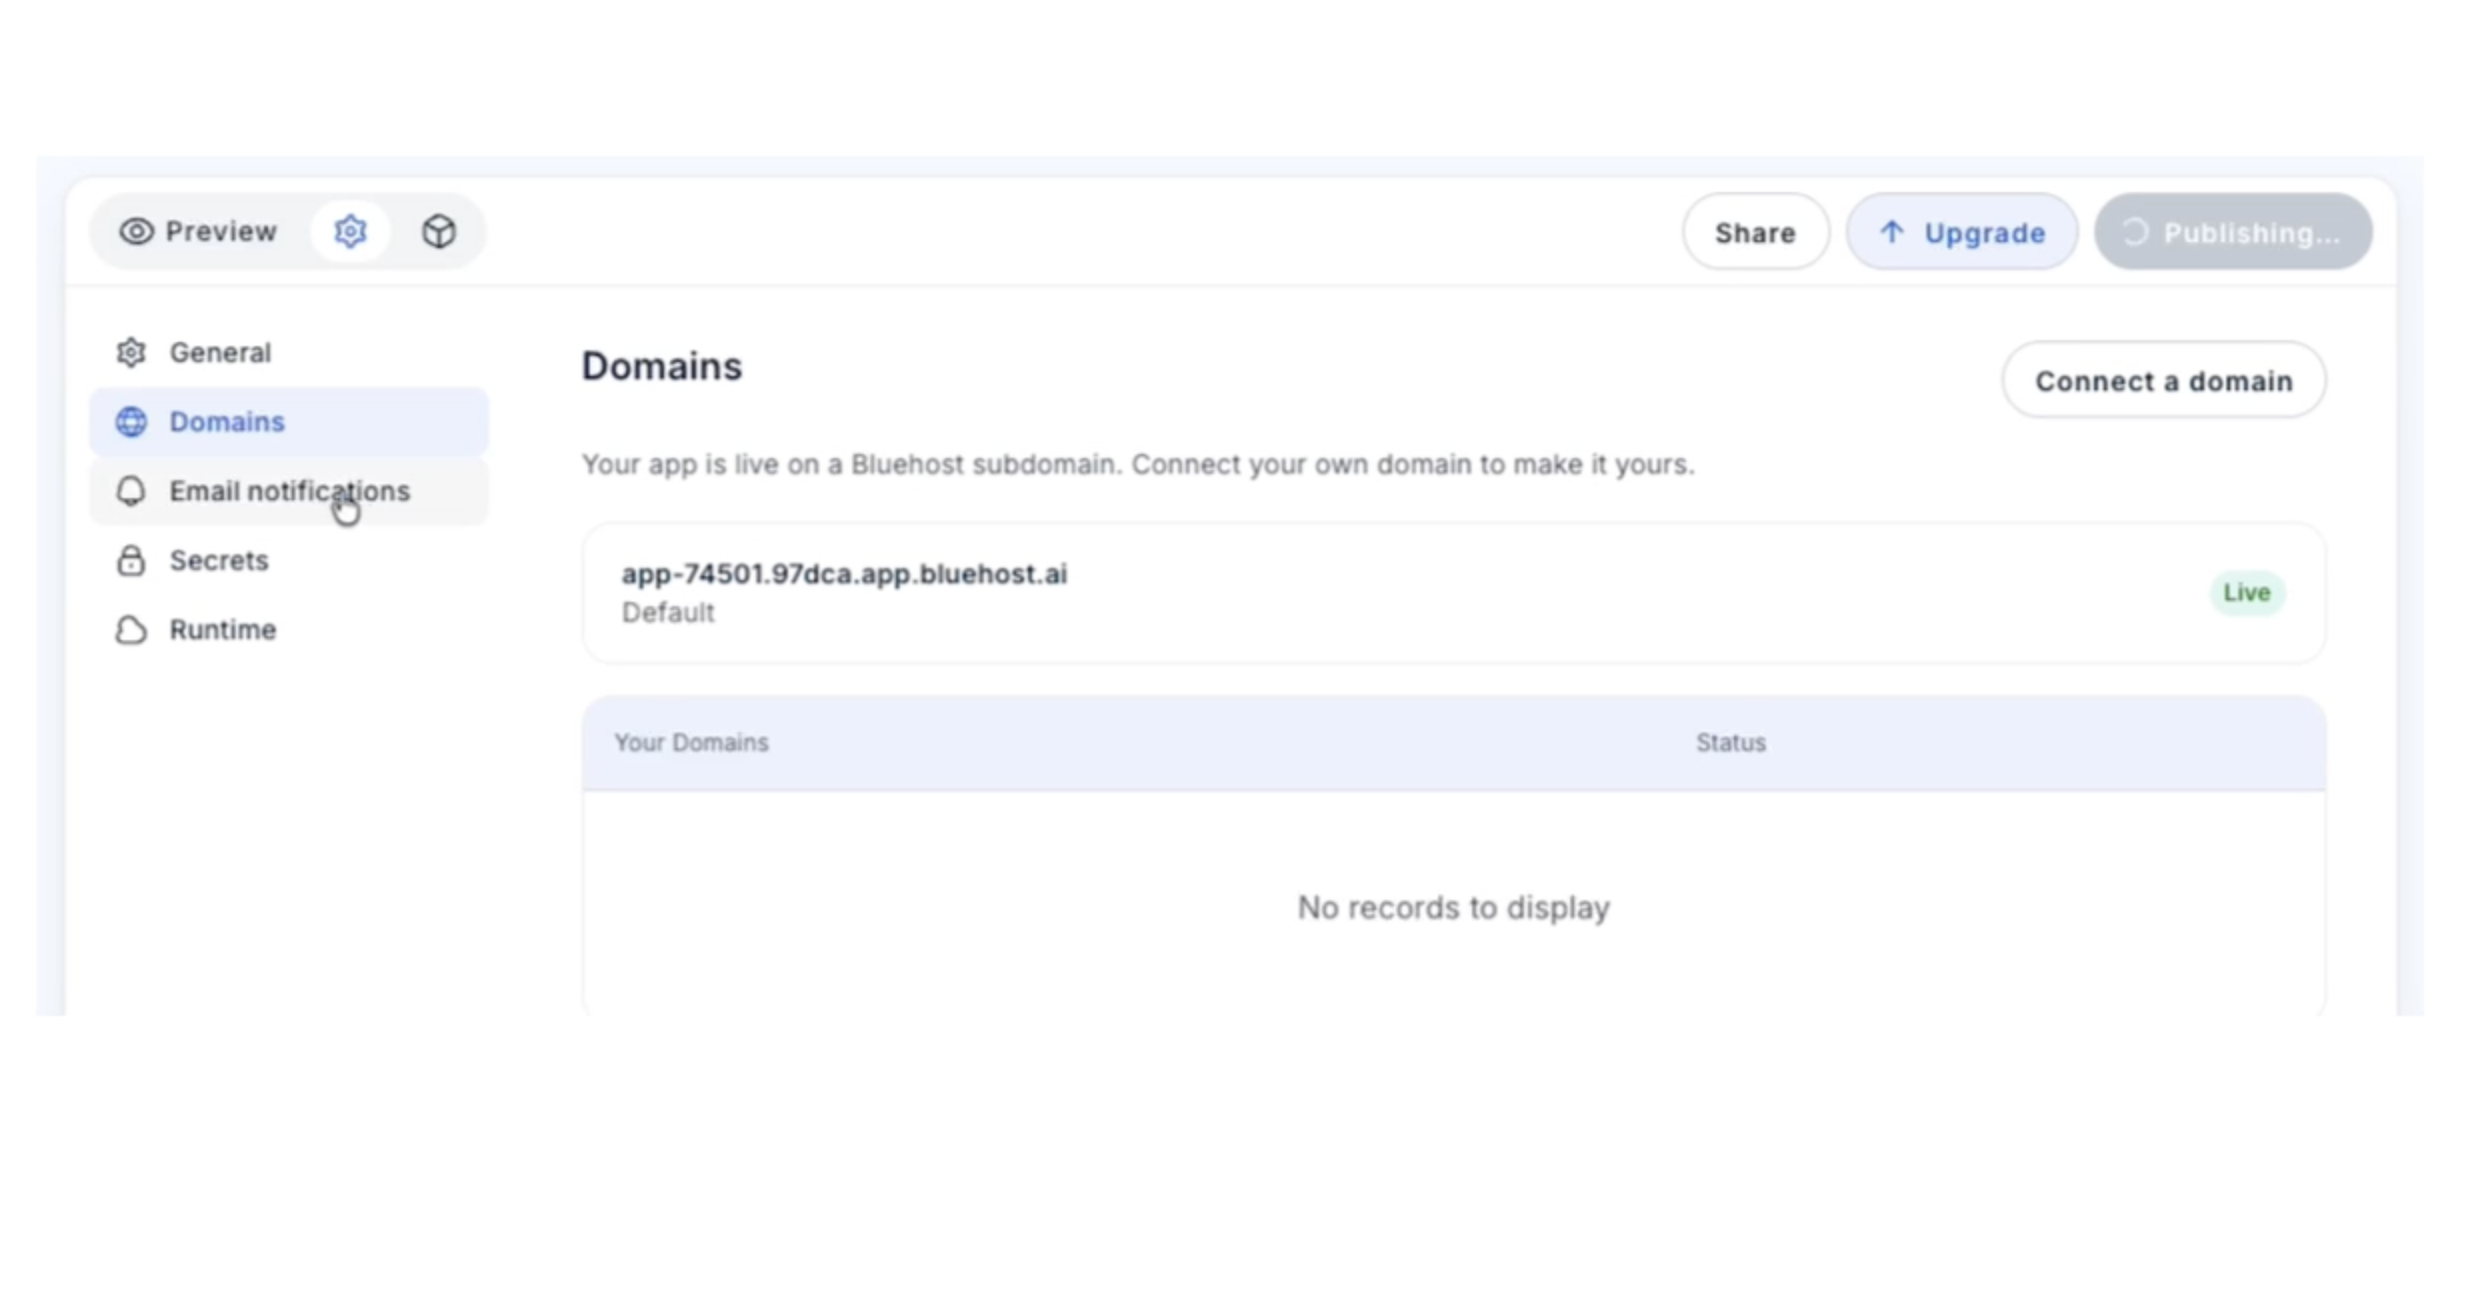 Preview
Share
Upgrade
Publishing...
General
Domains
Email notifications
Secrets
Runtime
Domains
Connect a domain
Your app is live on a Bluehost subdomain. Connect your own domain to make it yours.
app-74501.97dca.app.bluehost.ai
Default
Live
Your Domains
Status
No records to display